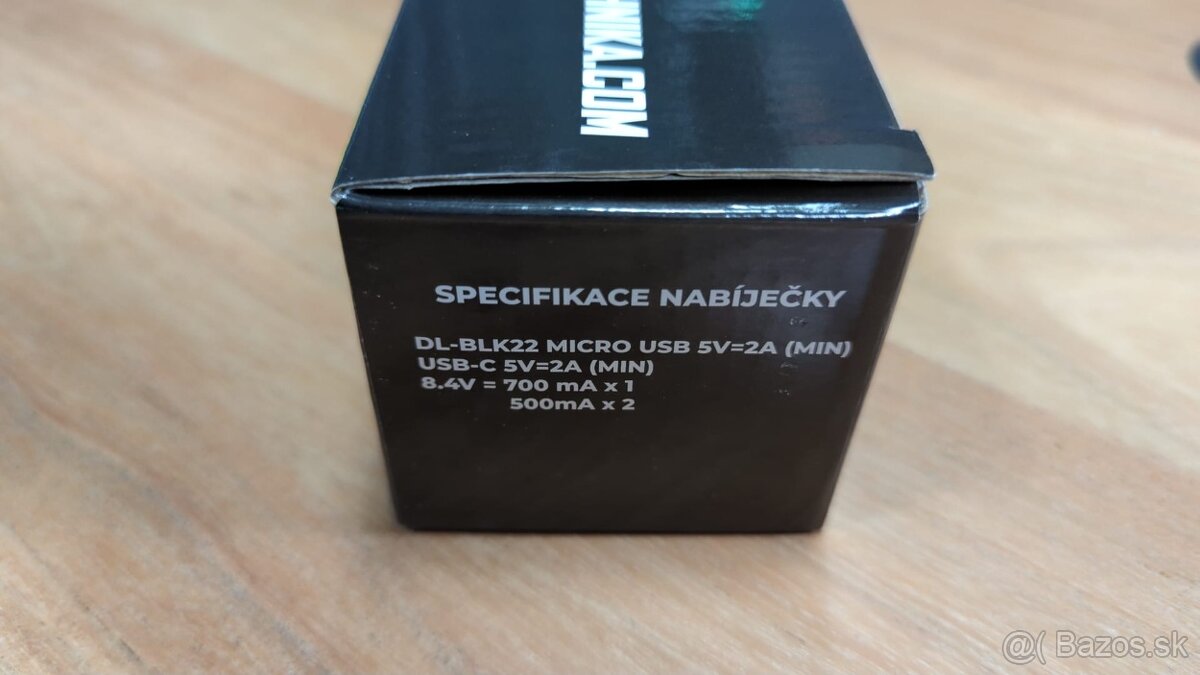 HNIKA.COM
SPECIFIKACE NABÍJEČKY
DL-BLK22 MICRO USB 5V=2A (MIN)
USB-C 5V=2A (MIN)
8.4V = 700 mA x 1
500mA x 2
@( Bazos.sk